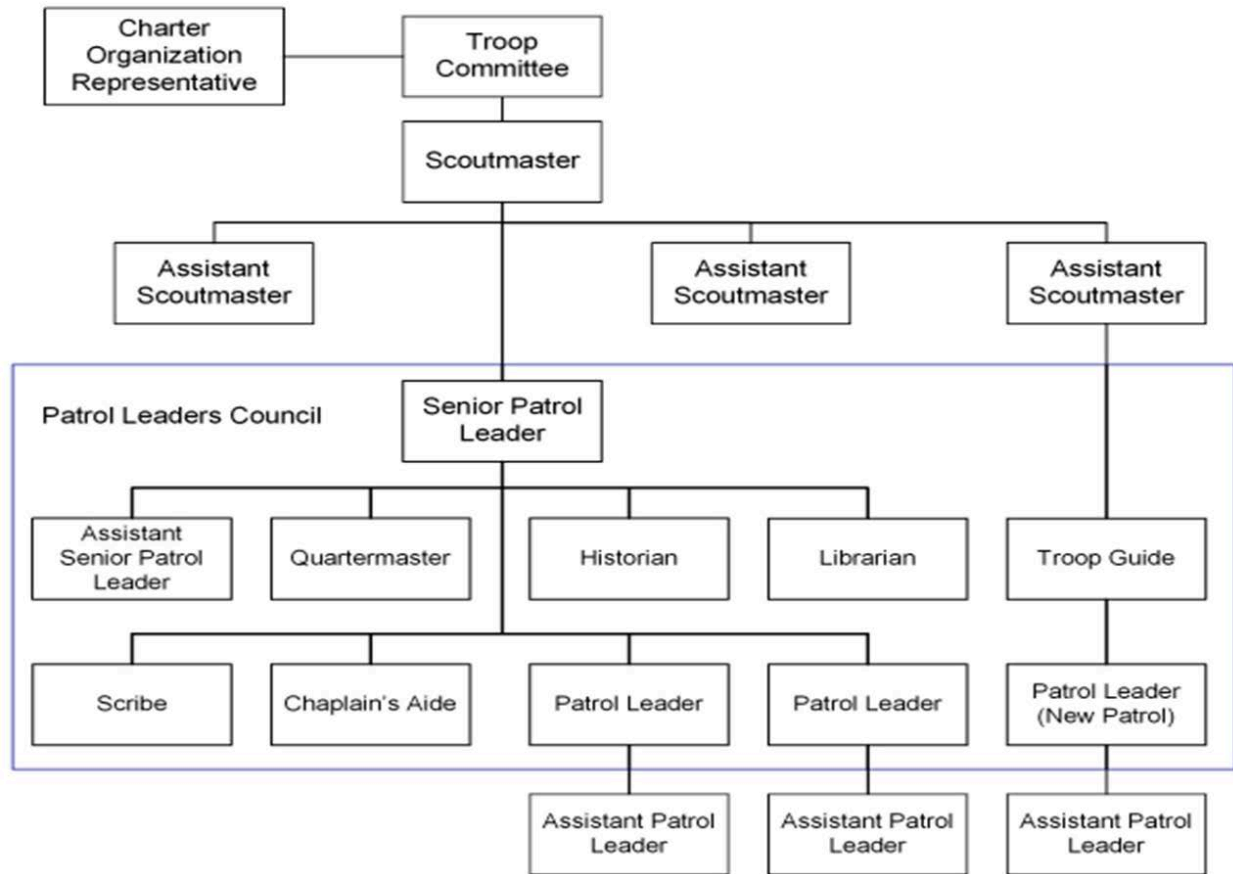 Charter
Organization
Representative
Troop
Committee
Scoutmaster
Assistant
Scoutmaster
Assistant
Scoutmaster
Assistant
Scoutmaster
Patrol Leaders Council
Senior Patrol
Leader
Assistant
Senior Patrol
Leader
Quartermaster
Historian
Librarian
Troop Guide
Scribe
Chaplain's Aide
Patrol Leader
Patrol Leader
Patrol Leader
(New Patrol)
Assistant Patrol
Leader
Assistant Patrol
Leader
Assistant Patrol
Leader